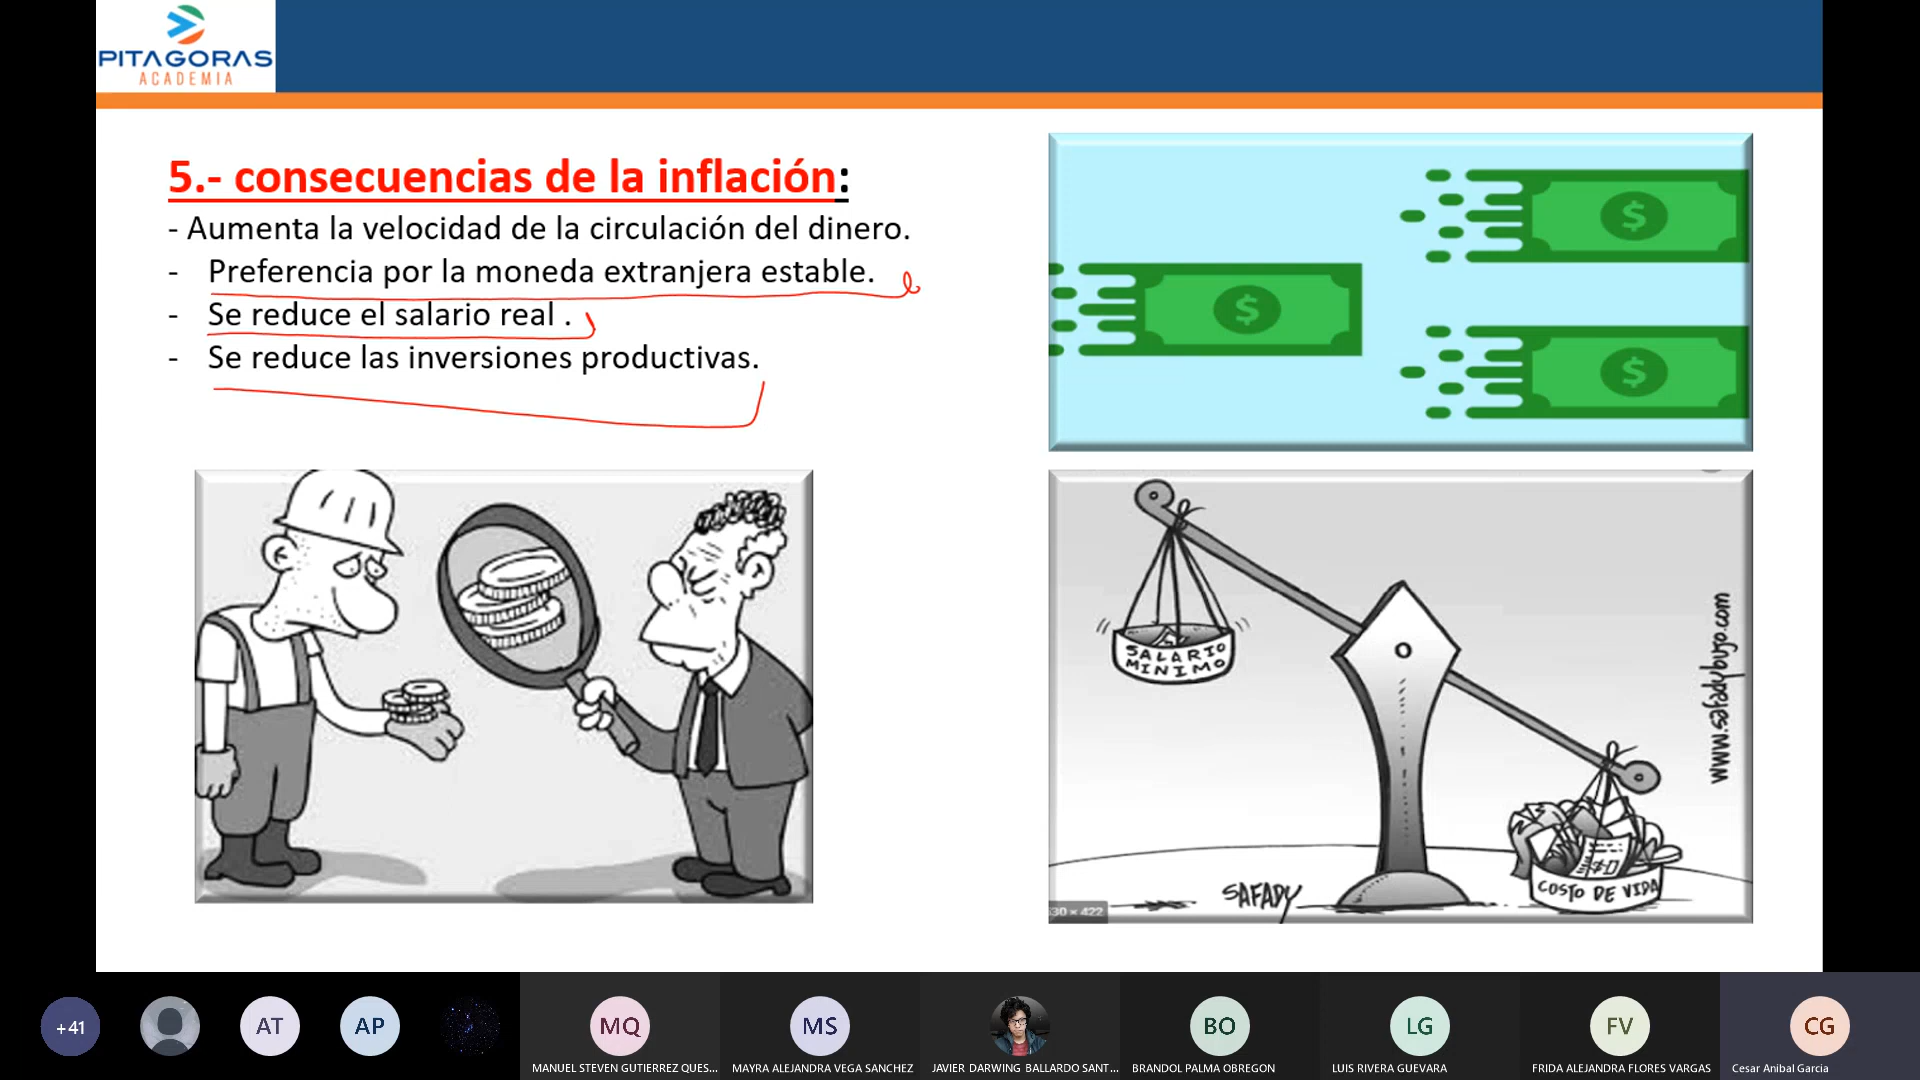 PITAGORAS
ACADEMIA
5.- consecuencias de la inflación:
- Aumenta la velocidad de la circulación del dinero.
- Preferencia por la moneda extranjera estable.
- Se reduce el salario real .
- Se reduce las inversiones productivas.
$
$
$
SALARIO
MINIMO
www.safadybujo.com
COSTO DE VIDA
SAFADY
30 × 422
+41
AT
AP
MQ
MS
BO
LG
FV
CG
MANUEL STEVEN GUTIERREZ QUES...
MAYRA ALEJANDRA VEGA SANCHEZ
JAVIER DARWING BALLARDO SANT...
BRANDOL PALMA OBREGON
LUIS RIVERA GUEVARA
FRIDA ALEJANDRA FLORES VARGAS
Cesar Anibal Garcia